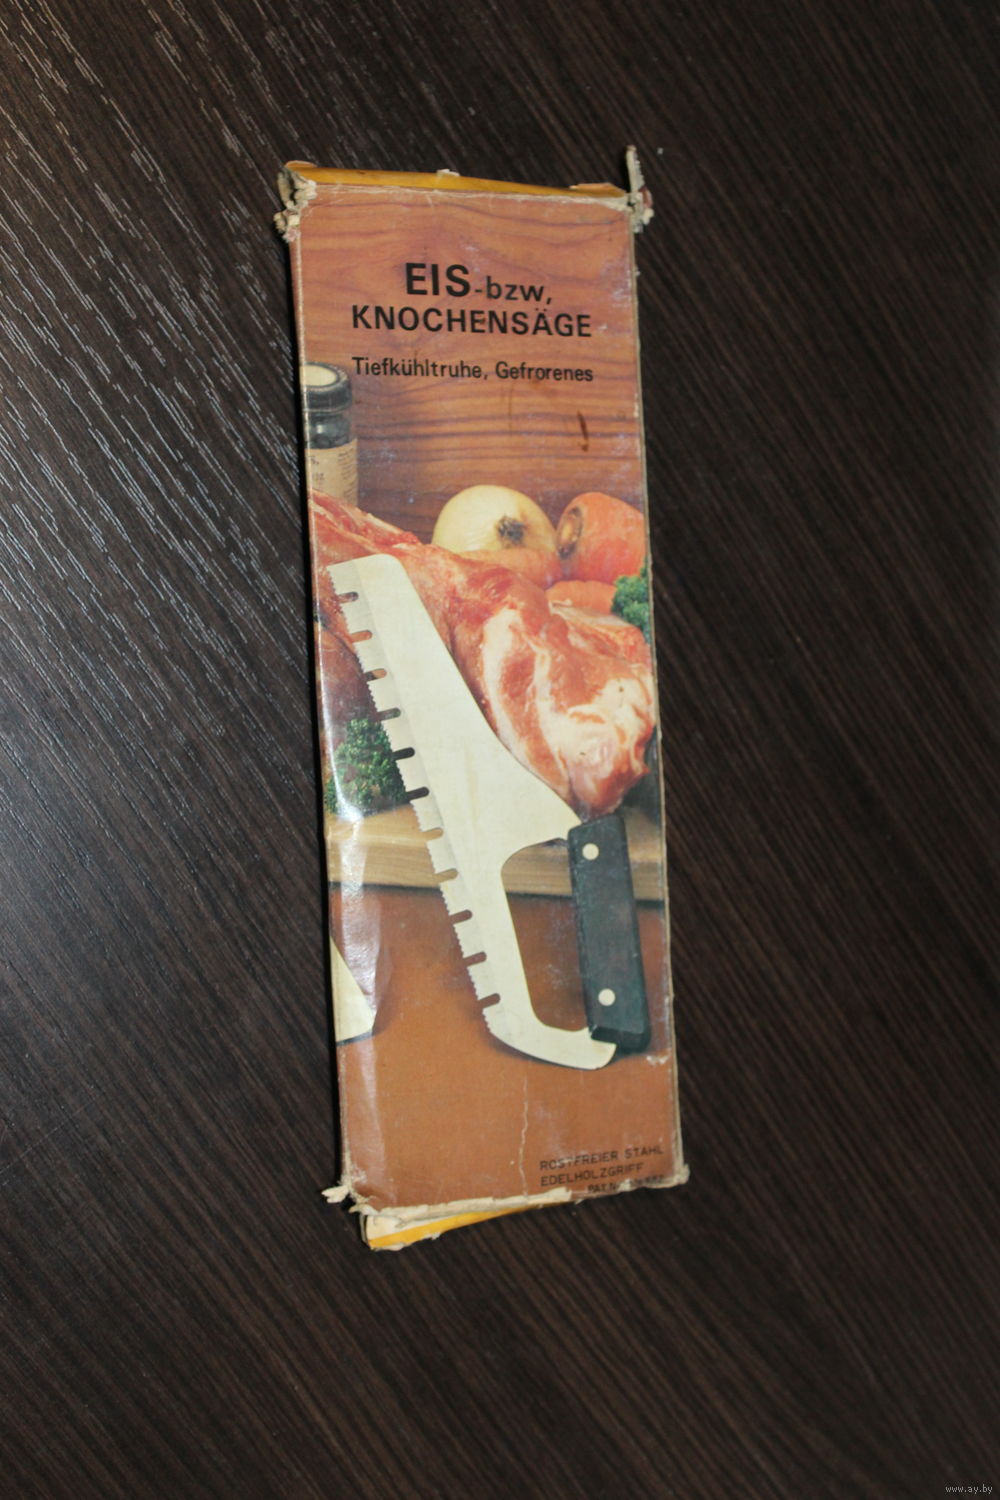 EIS-bzw,
KNOCHENSÄGE
Tiefkühltruhe, Gefrorenes
ROSTFREIER STAHL
EDELHOLZGRIFF
www.ay.by